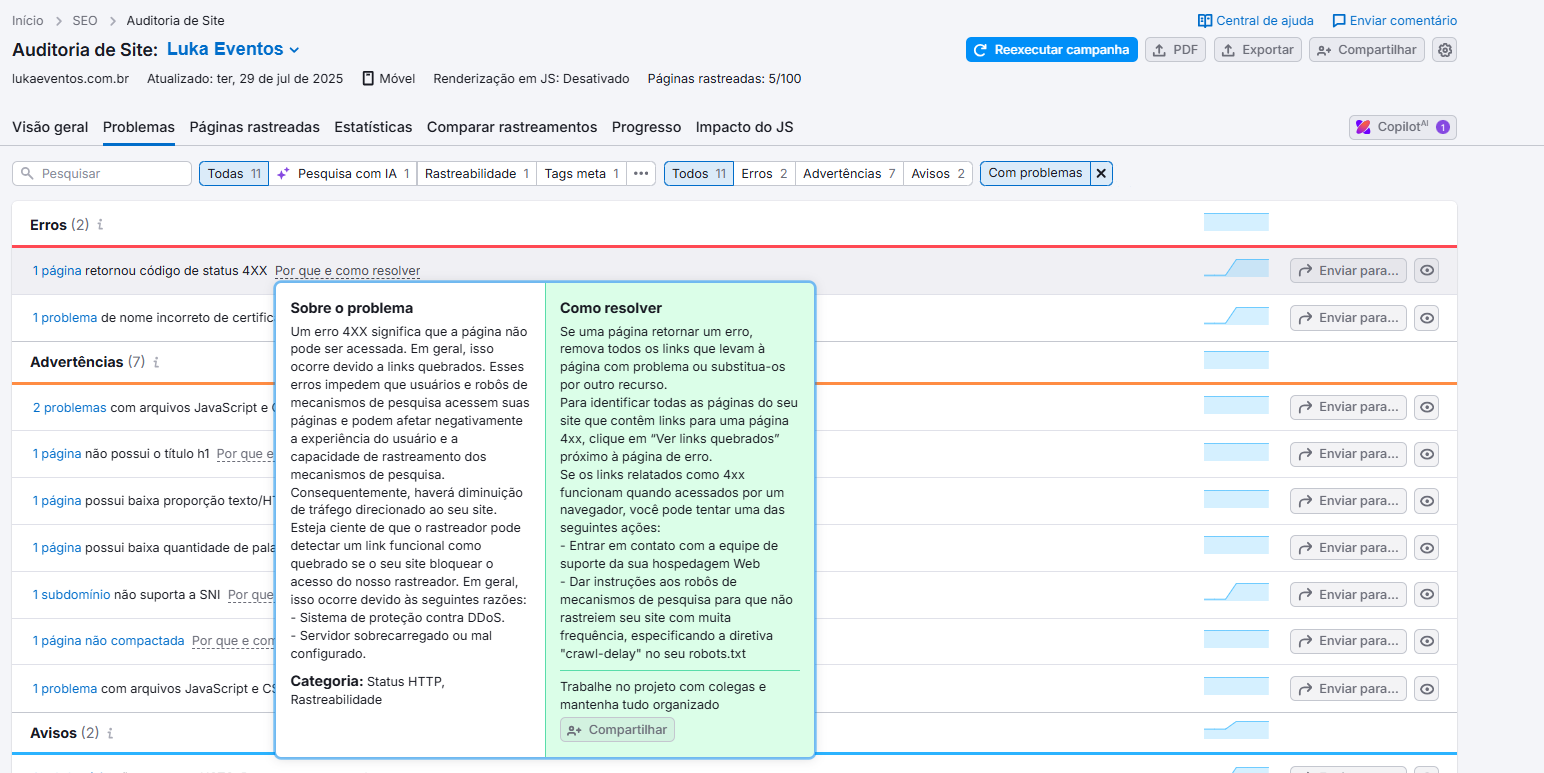 Início > SEO > Auditoria de Site
Central de ajuda
Enviar comentário
Auditoria de Site: Luka Eventos
Reexecutar campanha
PDF
Exportar
Compartilhar
lukaeventos.com.br Atualizado: ter, 29 de jul de 2025 Móvel Renderização em JS: Desativado Páginas rastreadas: 5/100
Visão geral Problemas Páginas rastreadas Estatísticas Comparar rastreamentos Progresso Impacto do JS
Copilot AI 1
Pesquisar
Todas 11 Pesquisa com IA 1 Rastreabilidade 1 Tags meta 1 ...
Todos 11 Erros 2 Advertências 7 Avisos 2
Com problemas
Erros (2) i
1 página retornou código de status 4XX Por que e como resolver
Enviar para...
1 problema de nome incorreto de certific
Enviar para...
Advertências (7) i
2 problemas com arquivos JavaScript e
Enviar para...
1 página não possui o título h1 Por que e
Enviar para...
1 página possui baixa proporção texto/HT
Enviar para...
1 página possui baixa quantidade de pala
Enviar para...
1 subdomínio não suporta a SNI Por que
Enviar para...
1 página não compactada Por que e com
Enviar para...
1 problema com arquivos JavaScript e CS
Enviar para...
Avisos (2) i
Sobre o problema
Um erro 4XX significa que a página não
pode ser acessada. Em geral, isso
ocorre devido a links quebrados. Esses
erros impedem que usuários e robôs de
mecanismos de pesquisa acessem suas
páginas e podem afetar negativamente
a experiência do usuário e a
capacidade de rastreamento dos
mecanismos de pesquisa.
Consequentemente, haverá diminuição
de tráfego direcionado ao seu site.
Esteja ciente de que o rastreador pode
detectar um link funcional como
quebrado se o seu site bloquear o
acesso do nosso rastreador. Em geral,
isso ocorre devido às seguintes razões:
- Sistema de proteção contra DDoS.
- Servidor sobrecarregado ou mal
configurado.
Categoria: Status HTTP,
Rastreabilidade
Como resolver
Se uma página retornar um erro,
remova todos os links que levam à
página com problema ou substitua-os
por outro recurso.
Para identificar todas as páginas do seu
site que contêm links para uma página
4xx, clique em “Ver links quebrados”
próximo à página de erro.
Se os links relatados como 4xx
funcionam quando acessados por um
navegador, você pode tentar uma das
seguintes ações:
- Entrar em contato com a equipe de
suporte da sua hospedagem Web
- Dar instruções aos robôs de
mecanismos de pesquisa para que não
rastreiem seu site com muita
frequência, especificando a diretiva
"crawl-delay" no seu robots.txt
Trabalhe no projeto com colegas e
mantenha tudo organizado
Compartilhar